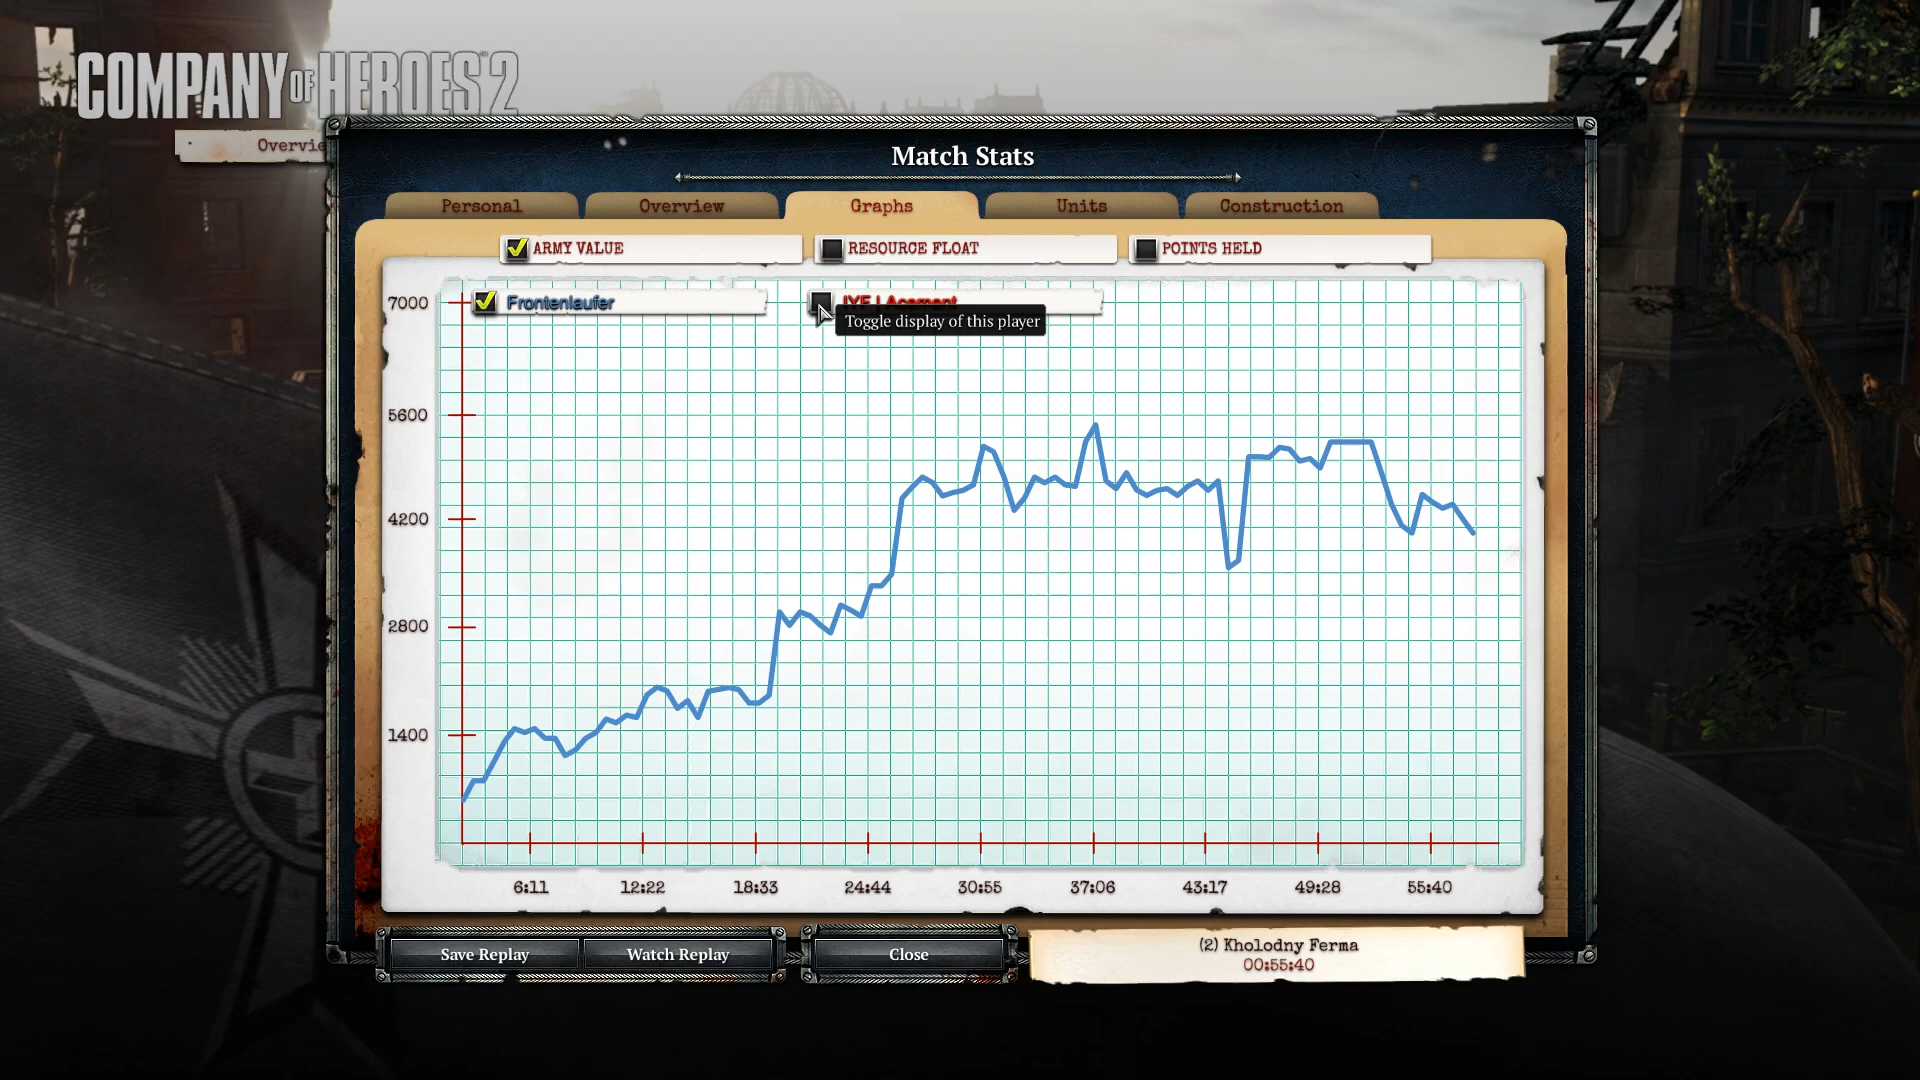 COMPANY OF HEROES 2
Overvie
Match Stats
Personal
Overview
Graphs
Units
Construction
ARMY VALUE
RESOURCE FLOAT
POINTS HELD
7000
Frontenlaufer
Toggle display of this player
5600
4200
2800
1400
6:11
12:22
18:33
24:44
30:55
37:06
43:17
49:28
55:40
Save Replay
Watch Replay
Close
(2) Kholodny Ferma
00:55:40